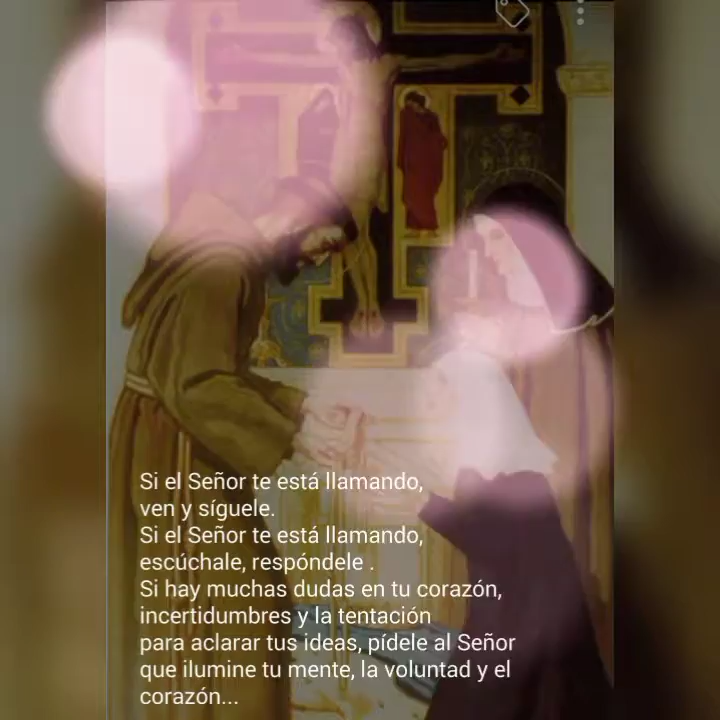 Si el Señor te está llamando,
ven y síguele.
Si el Señor te está llamando,
escúchale, respóndele .
Si hay muchas dudas en tu corazón,
incertidumbres y la tentación
para aclarar tus ideas, pídele al Señor
que ilumine tu mente, la voluntad y el
corazón...